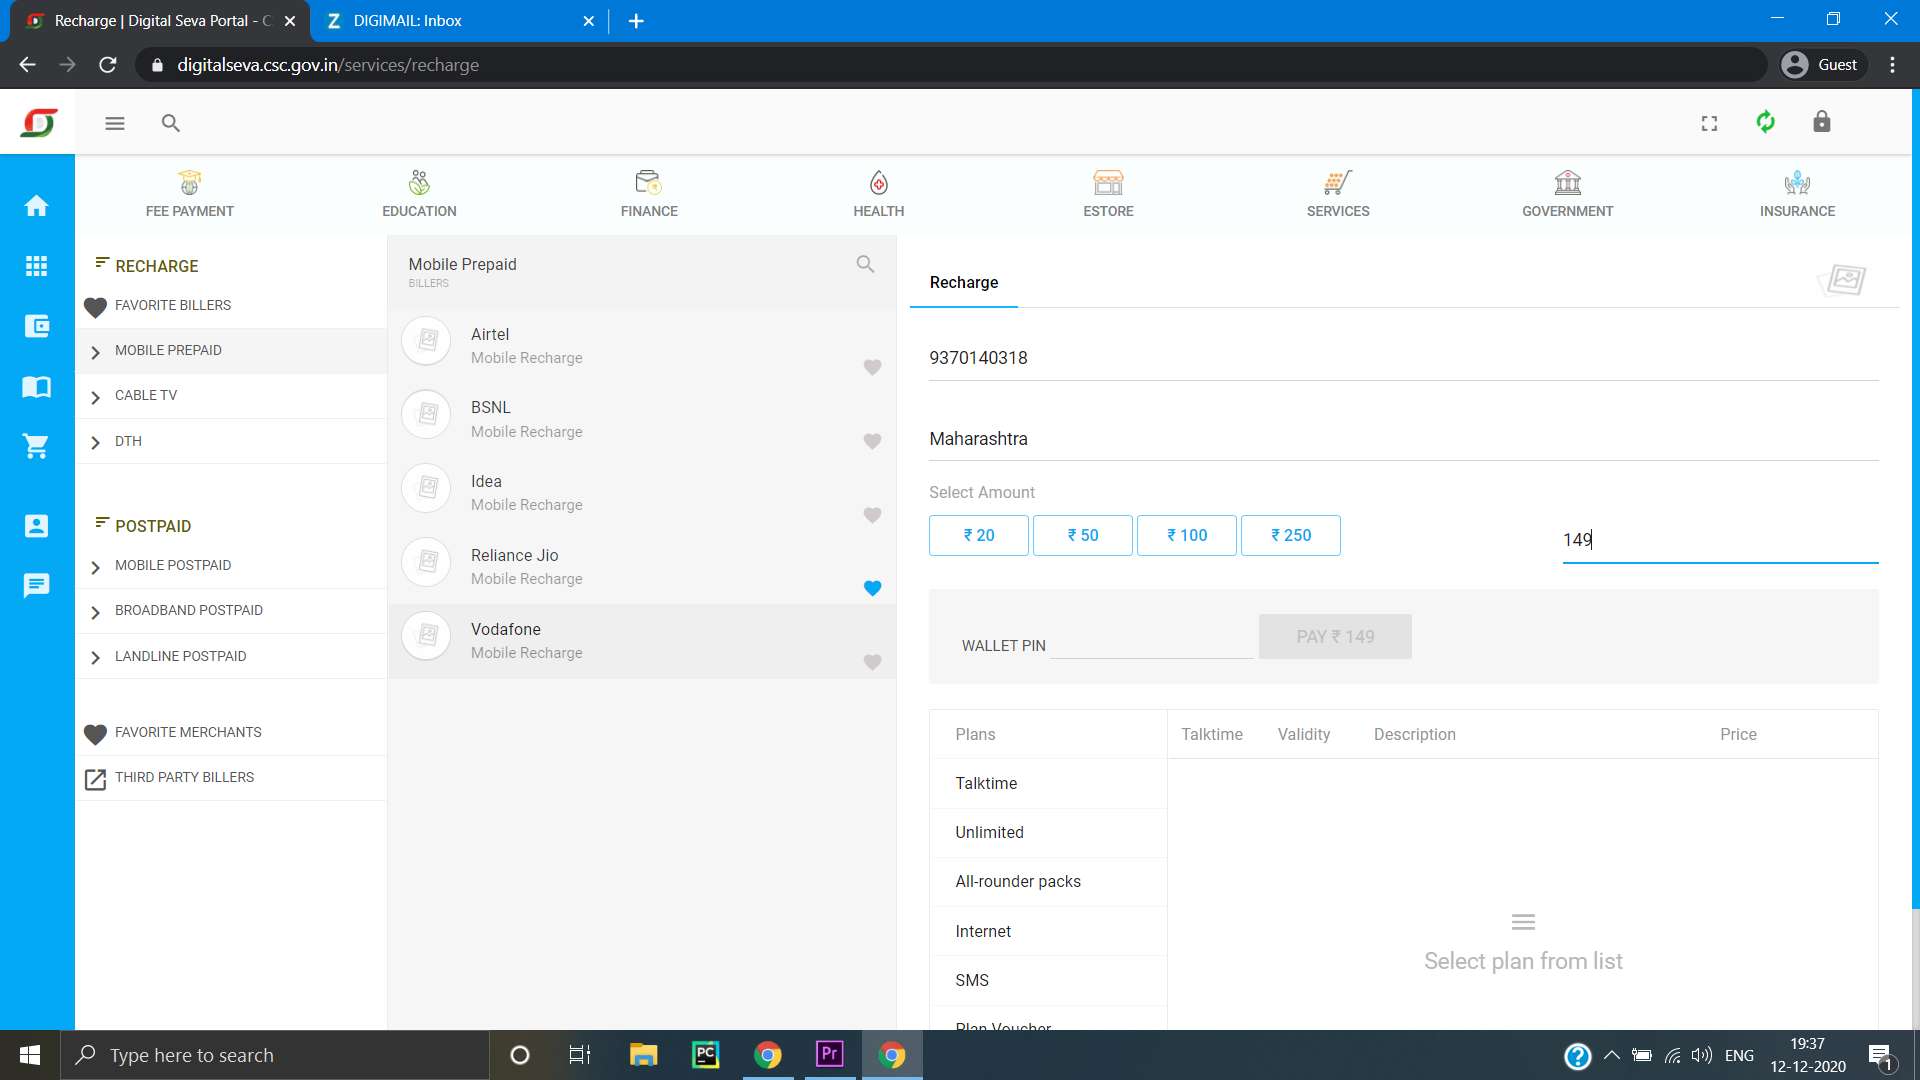 Recharge | Digital Seva Portal - C
DIGIMAIL: Inbox
digitalseva.csc.gov.in/services/recharge
Guest
FEE PAYMENT
EDUCATION
FINANCE
HEALTH
ESTORE
SERVICES
GOVERNMENT
INSURANCE
RECHARGE
FAVORITE BILLERS
MOBILE PREPAID
CABLE TV
DTH
POSTPAID
MOBILE POSTPAID
BROADBAND POSTPAID
LANDLINE POSTPAID
FAVORITE MERCHANTS
THIRD PARTY BILLERS
Mobile Prepaid
BILLERS
Airtel
Mobile Recharge
BSNL
Mobile Recharge
Idea
Mobile Recharge
Reliance Jio
Mobile Recharge
Vodafone
Mobile Recharge
Recharge
9370140318
Maharashtra
Select Amount
₹ 20
₹ 50
₹ 100
₹ 250
149
WALLET PIN
PAY ₹ 149
Plans
Talktime
Validity
Description
Price
Talktime
Unlimited
All-rounder packs
Internet
SMS
Plan Voucher
Select plan from list
Type here to search
PC
Pr
ENG
19:37
12-12-2020
1